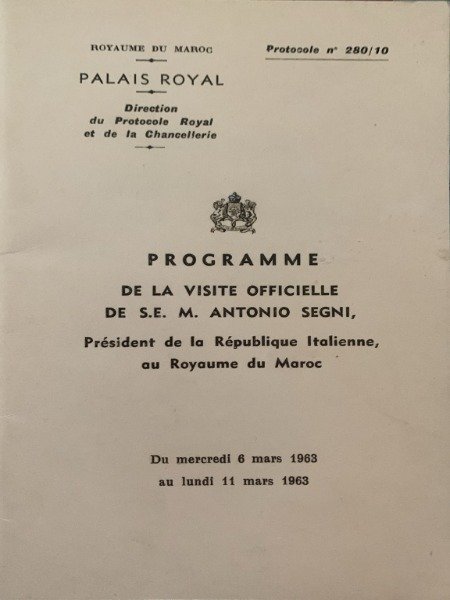 ROYAUME DU MAROC
Protocole n° 280/10
PALAIS ROYAL
Direction
du Protocole Royal
et de la Chancellerie
PROGRAMME
DE LA VISITE OFFICIELLE
DE S.E. M. ANTONIO SEGNI,
Président de la République Italienne,
au Royaume du Maroc
Du mercredi 6 mars 1963
au lundi 11 mars 1963